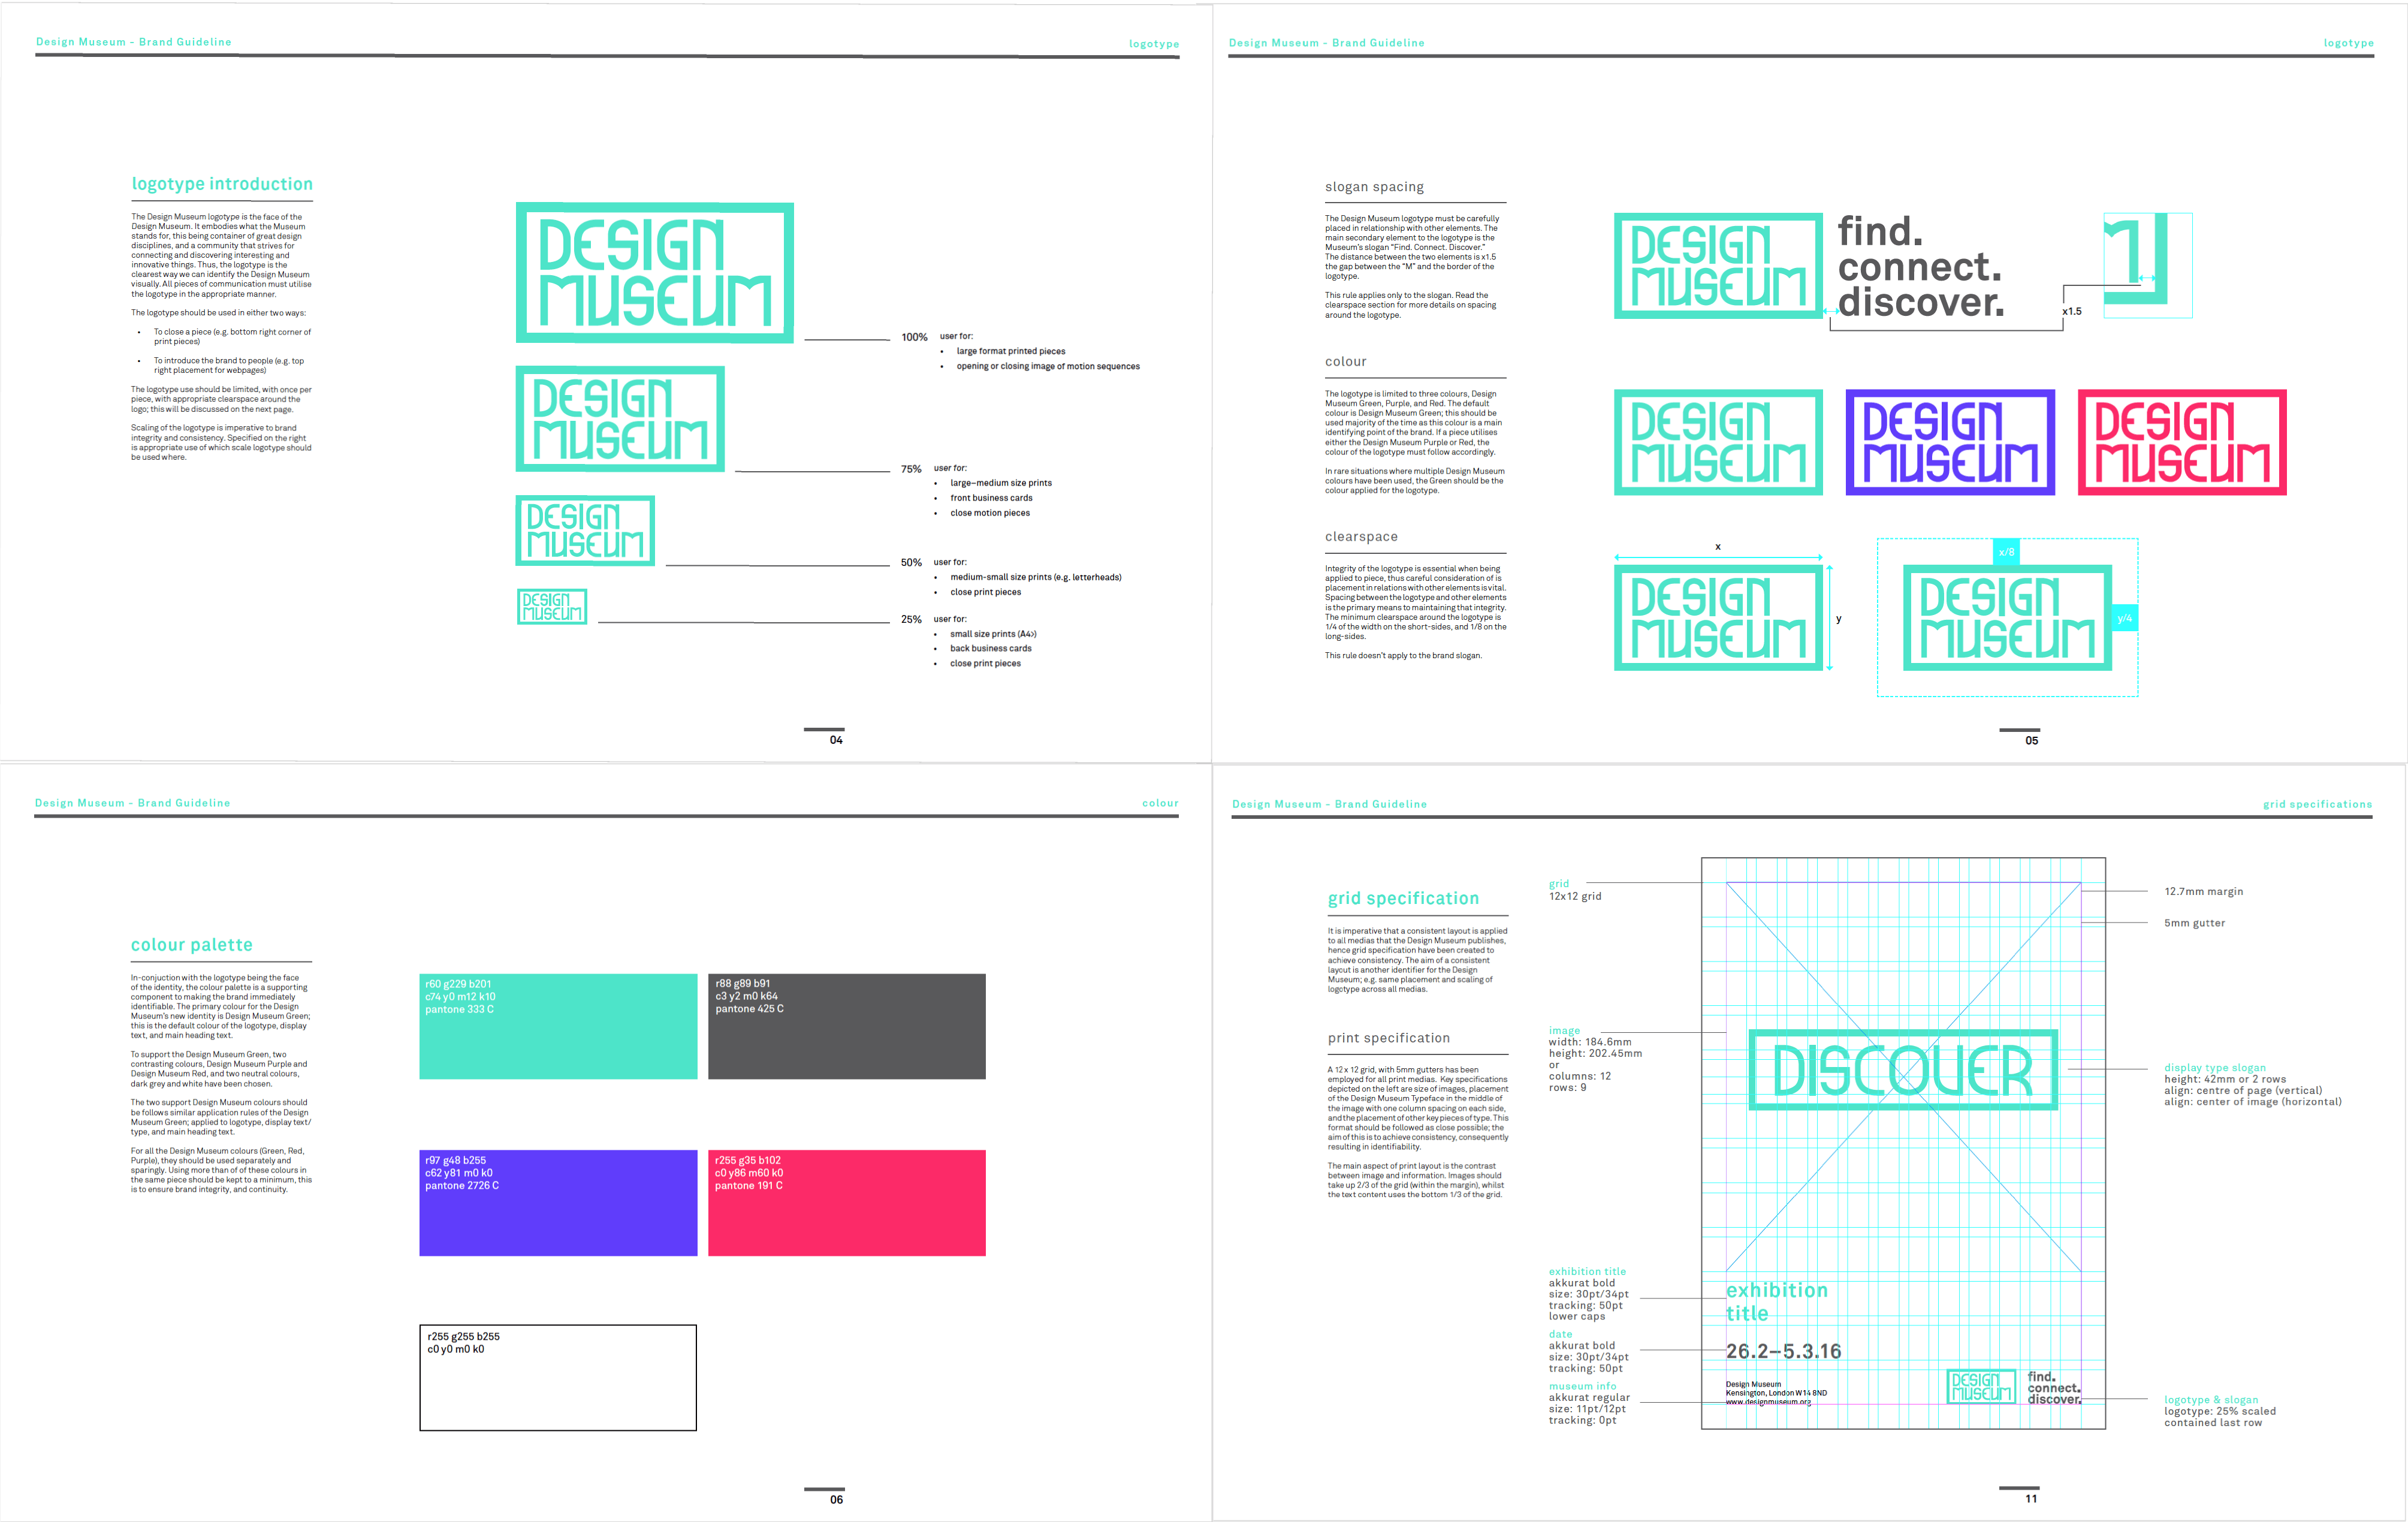 Design Museum - Brand Guideline
logotype
logotype introduction
The Design Museum logotype is the face of the
Design Museum. It embodies what the Museum
stands for, this being container of great design
disciplines, and a community that strives for
connecting and discovering interesting and
innovative things. Thus, the logotype is the
clearest way we can identify the Design Museum
visually. All pieces of communication must utilise
the logotype in the appropriate manner.
The logotype should be used in either two ways:
• To close a piece (e.g. bottom right corner of
print pieces)
• To introduce the brand to people (e.g. top
right placement for webpages)
The logotype use should be limited, with once per
piece, with appropriate clearspace around the
logo; this will be discussed on the next page.
Scaling of the logotype is imperative to brand
integrity and consistency. Specified on the right
is appropriate use of which scale logotype should
be used where.
DESIGN
MUSEUM
100% user for:
• large format printed pieces
• opening or closing image of motion sequences
DESIGN
MUSEUM
75% user for:
• large–medium size prints
• front business cards
• close motion pieces
DESIGN
MUSEUM
50% user for:
• medium-small size prints (e.g. letterheads)
• close print pieces
DESIGN
MUSEUM
25% user for:
• small size prints (A4>)
• back business cards
• close print pieces
04
Design Museum - Brand Guideline
logotype
slogan spacing
The Design Museum logotype must be carefully
placed in relationship with other elements. The
main secondary element to the logotype is the
Museum's slogan “Find. Connect. Discover.”
The distance between the two elements is x1.5
the gap between the “M” and the border of the
logotype.
This rule applies only to the slogan. Read the
clearspace section for more details on spacing
around the logotype.
DESIGN
MUSEUM
find.
connect.
discover.
x1.5
colour
The logotype is limited to three colours, Design
Museum Green, Purple, and Red. The default
colour is Design Museum Green; this should be
used majority of the time as this colour is a main
identifying point of the brand. If a piece utilises
either the Design Museum Purple or Red, the
colour of the logotype must follow accordingly.
In rare situations where multiple Design Museum
colours have been used, the Green should be the
colour applied for the logotype.
DESIGN
MUSEUM
DESIGN
MUSEUM
DESIGN
MUSEUM
clearspace
Integrity of the logotype is essential when being
applied to piece, thus careful consideration of is
placement in relations with other elements is vital.
Spacing between the logotype and other elements
is the primary means to maintaining that integrity.
The minimum clearspace around the logotype is
1/4 of the width on the short-sides, and 1/8 on the
long-sides.
This rule doesn't apply to the brand slogan.
x
DESIGN
MUSEUM
y
x/8
DESIGN
MUSEUM
y/4
05
Design Museum - Brand Guideline
colour
colour palette
In-conjuction with the logotype being the face
of the identity, the colour palette is a supporting
component to making the brand immediately
identifiable. The primary colour for the Design
Museum's new identity is Design Museum Green;
this is the default colour of the logotype, display
text, and main heading text.
To support the Design Museum Green, two
contrasting colours, Design Museum Purple and
Design Museum Red, and two neutral colours,
dark grey and white have been chosen.
The two support Design Museum colours should
be follows similar application rules of the Design
Museum Green; applied to logotype, display text/
type, and main heading text.
For all the Design Museum colours (Green, Red,
Purple), they should be used separately and
sparingly. Using more than of of these colours in
the same piece should be kept to a minimum, this
is to ensure brand integrity, and continuity.
r60 g229 b201
c74 y0 m12 k10
pantone 333 C
r88 g89 b91
c3 y2 m0 k64
pantone 425 C
r97 g48 b255
c62 y81 m0 k0
pantone 2726 C
r255 g35 b102
c0 y86 m60 k0
pantone 191 C
r255 g255 b255
c0 y0 m0 k0
06
Design Museum - Brand Guideline
grid specifications
grid specification
It is imperative that a consistent layout is applied
to all medias that the Design Museum publishes,
hence grid specification have been created to
achieve consistency. The aim of a consistent
layout is another identifier for the Design
Museum; e.g. same placement and scaling of
logotype across all medias.
print specification
A 12 x 12 grid, with 5mm gutters has been
employed for all print medias. Key specifications
depicted on the left are size of images, placement
of the Design Museum Typeface in the middle of
the image with one column spacing on each side,
and the placement of other key pieces of type. This
format should be followed as close possible; the
aim of this is to achieve consistency, consequently
resulting in identifiability.
The main aspect of print layout is the contrast
between image and information. Images should
take up 2/3 of the grid (within the margin), whilst
the text content uses the bottom 1/3 of the grid.
grid
12x12 grid
image
width: 184.6mm
height: 202.45mm
or
columns: 12
rows: 9
exhibition title
akkurat bold
size: 30pt/34pt
tracking: 50pt
lower caps
date
akkurat bold
size: 30pt/34pt
tracking: 50pt
museum info
akkurat regular
size: 11pt/12pt
tracking: 0pt
DISCOVER
exhibition
title
26.2–5.3.16
Design Museum
Kensington, London W14 8ND
www.designmuseum.org
DESIGN
MUSEUM
find.
connect.
discover.
12.7mm margin
5mm gutter
display type slogan
height: 42mm or 2 rows
align: centre of page (vertical)
align: center of image (horizontal)
logotype & slogan
logotype: 25% scaled
contained last row
11